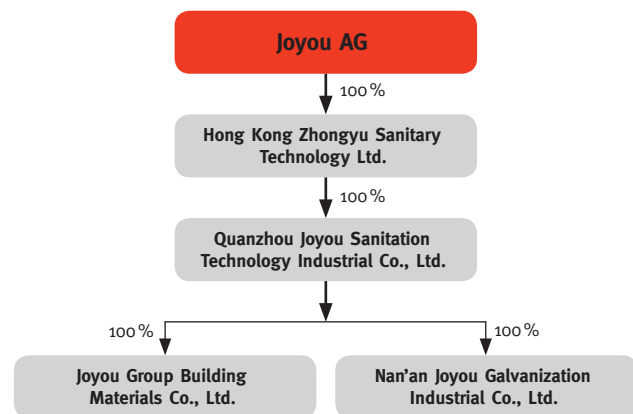 Joyou AG
100 %
Hong Kong Zhongyu Sanitary
Technology Ltd.
100 %
Quanzhou Joyou Sanitation
Technology Industrial Co., Ltd.
100 %
100 %
Joyou Group Building
Materials Co., Ltd.
Nan’an Joyou Galvanization
Industrial Co., Ltd.